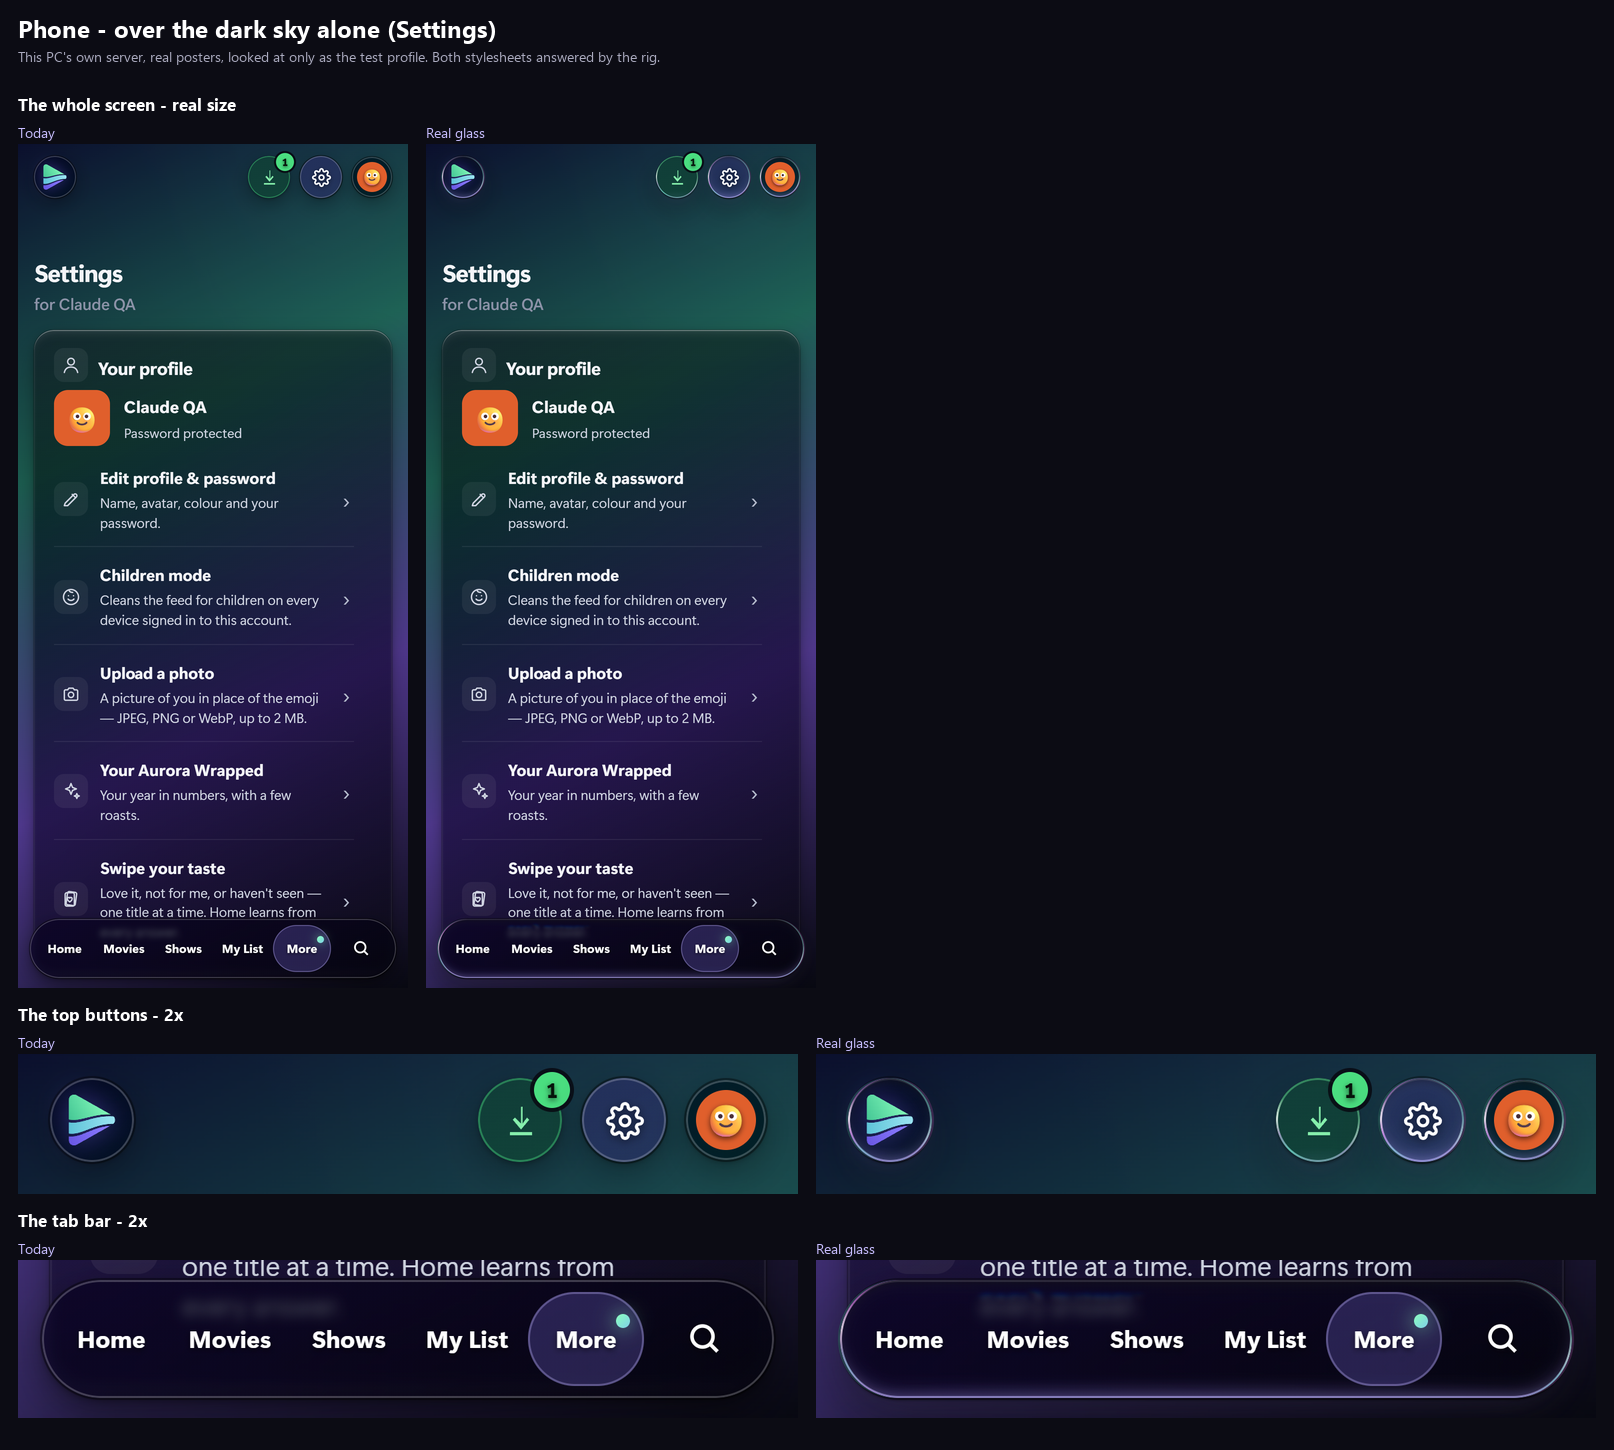 Phone - over the dark sky alone (Settings)
This PC's own server, real posters, looked at only as the test profile. Both stylesheets answered by the rig.
The whole screen - real size
Today
1
Settings
for Claude QA
Your profile
Claude QA
Password protected
Edit profile & password
Name, avatar, colour and your
password.
Children mode
Cleans the feed for children on every
device signed in to this account.
Upload a photo
A picture of you in place of the emoji
— JPEG, PNG or WebP, up to 2 MB.
Your Aurora Wrapped
Your year in numbers, with a few
roasts.
Swipe your taste
Love it, not for me, or haven't seen —
one title at a time. Home learns from
Home Movies Shows My List More
Real glass
1
Settings
for Claude QA
Your profile
Claude QA
Password protected
Edit profile & password
Name, avatar, colour and your
password.
Children mode
Cleans the feed for children on every
device signed in to this account.
Upload a photo
A picture of you in place of the emoji
— JPEG, PNG or WebP, up to 2 MB.
Your Aurora Wrapped
Your year in numbers, with a few
roasts.
Swipe your taste
Love it, not for me, or haven't seen —
one title at a time. Home learns from
Home Movies Shows My List More
The top buttons - 2x
Today
1
Real glass
1
The tab bar - 2x
Today
one title at a time. Home learns from
Home Movies Shows My List More
Real glass
one title at a time. Home learns from
Home Movies Shows My List More